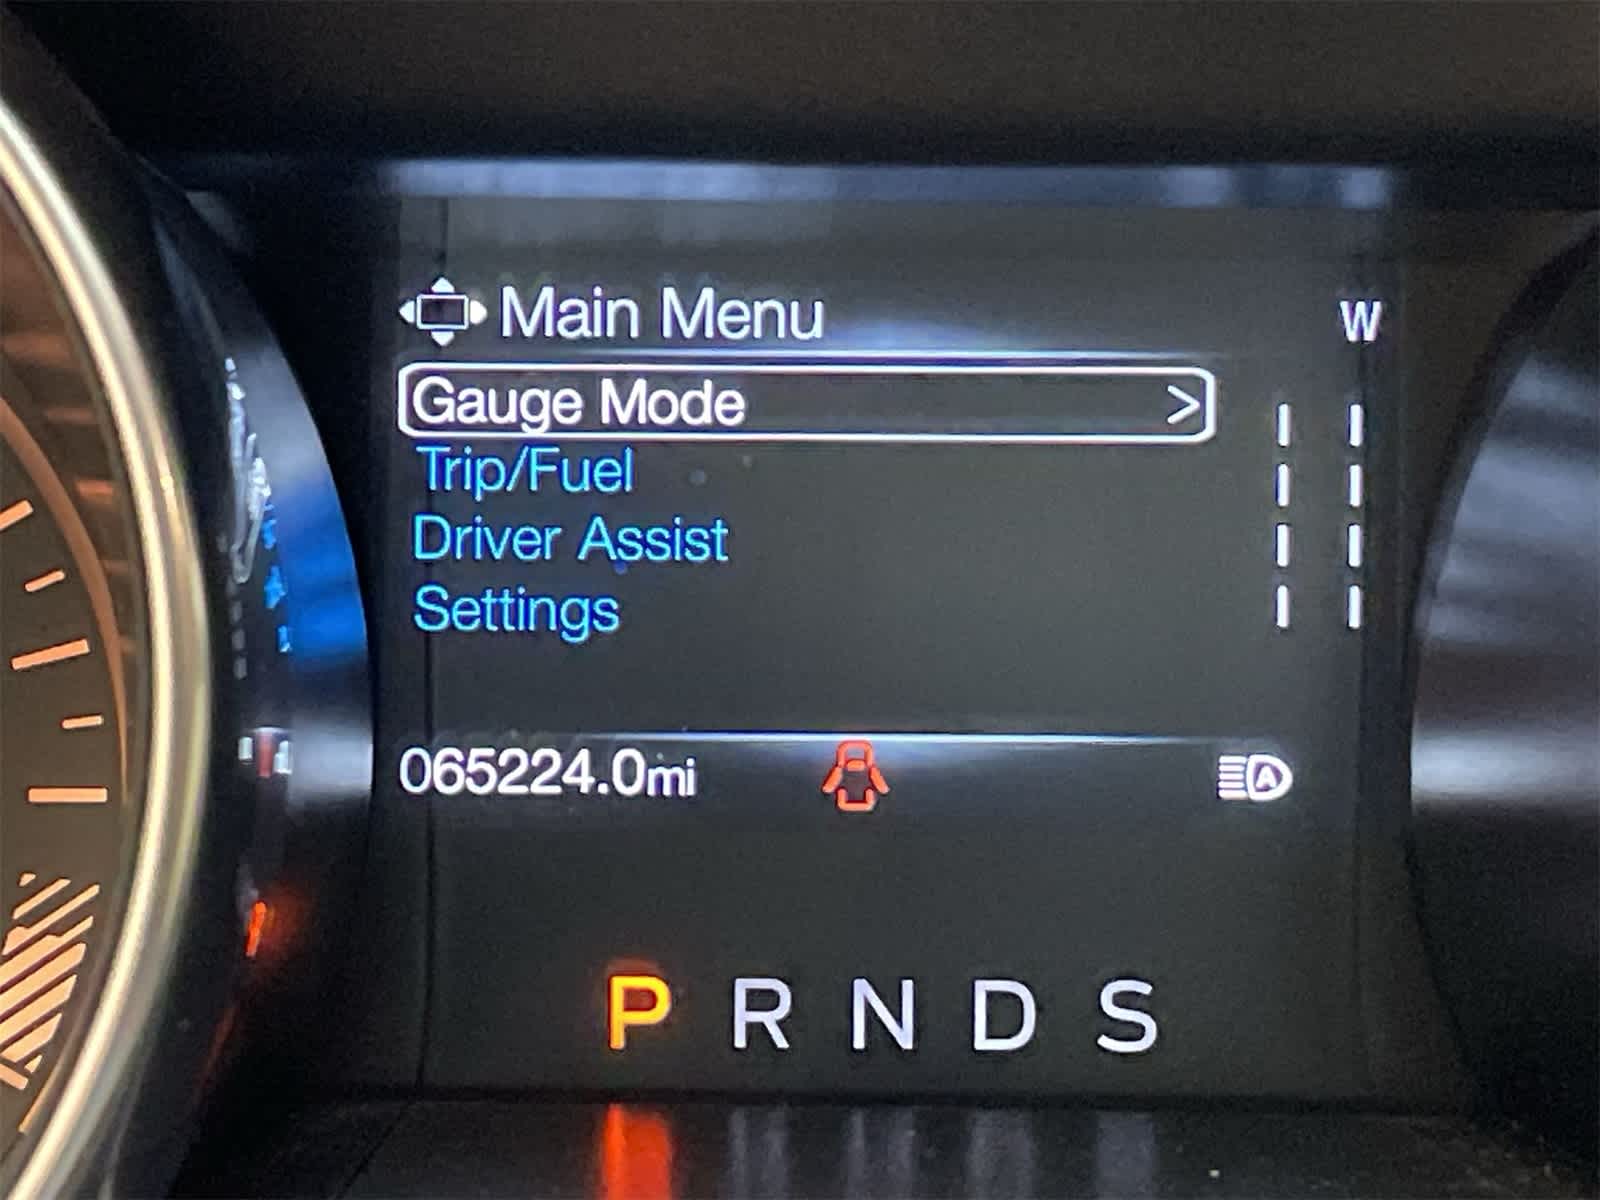 Main Menu
W
Gauge Mode >
Trip/Fuel
Driver Assist
Settings
065224.0mi
A
P R N D S